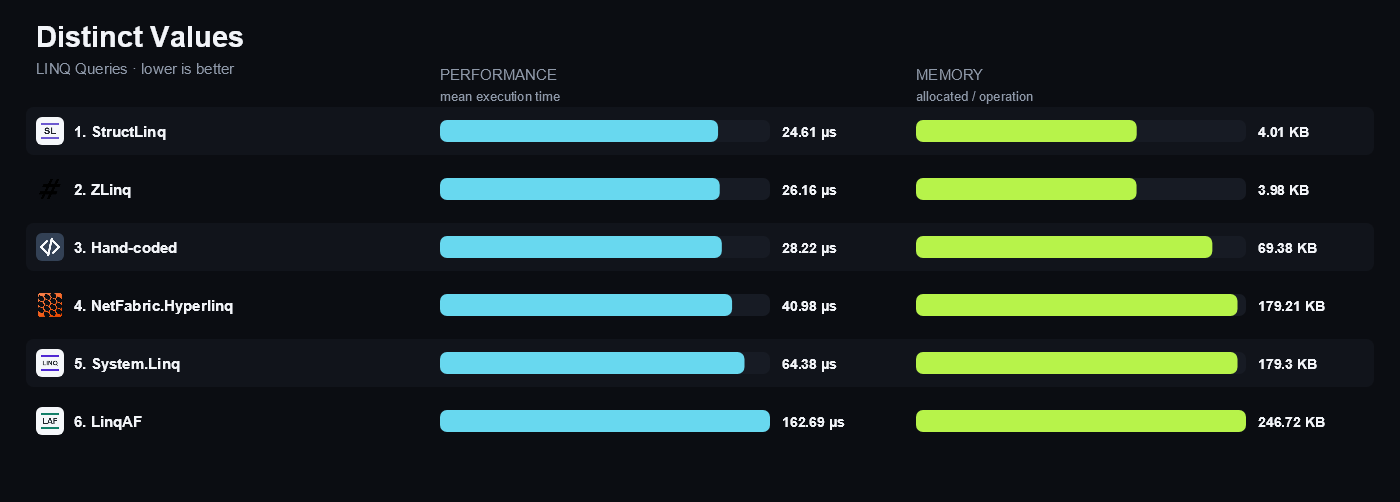 Distinct Values
LINQ Queries · lower is better
PERFORMANCE
mean execution time
MEMORY
allocated / operation
SL 1. StructLinq 24.61 µs 4.01 KB
# 2. ZLinq 26.16 µs 3.98 KB
</> 3. Hand-coded 28.22 µs 69.38 KB
4. NetFabric.Hyperlinq 40.98 µs 179.21 KB
LINQ 5. System.Linq 64.38 µs 179.3 KB
LAF 6. LinqAF 162.69 µs 246.72 KB